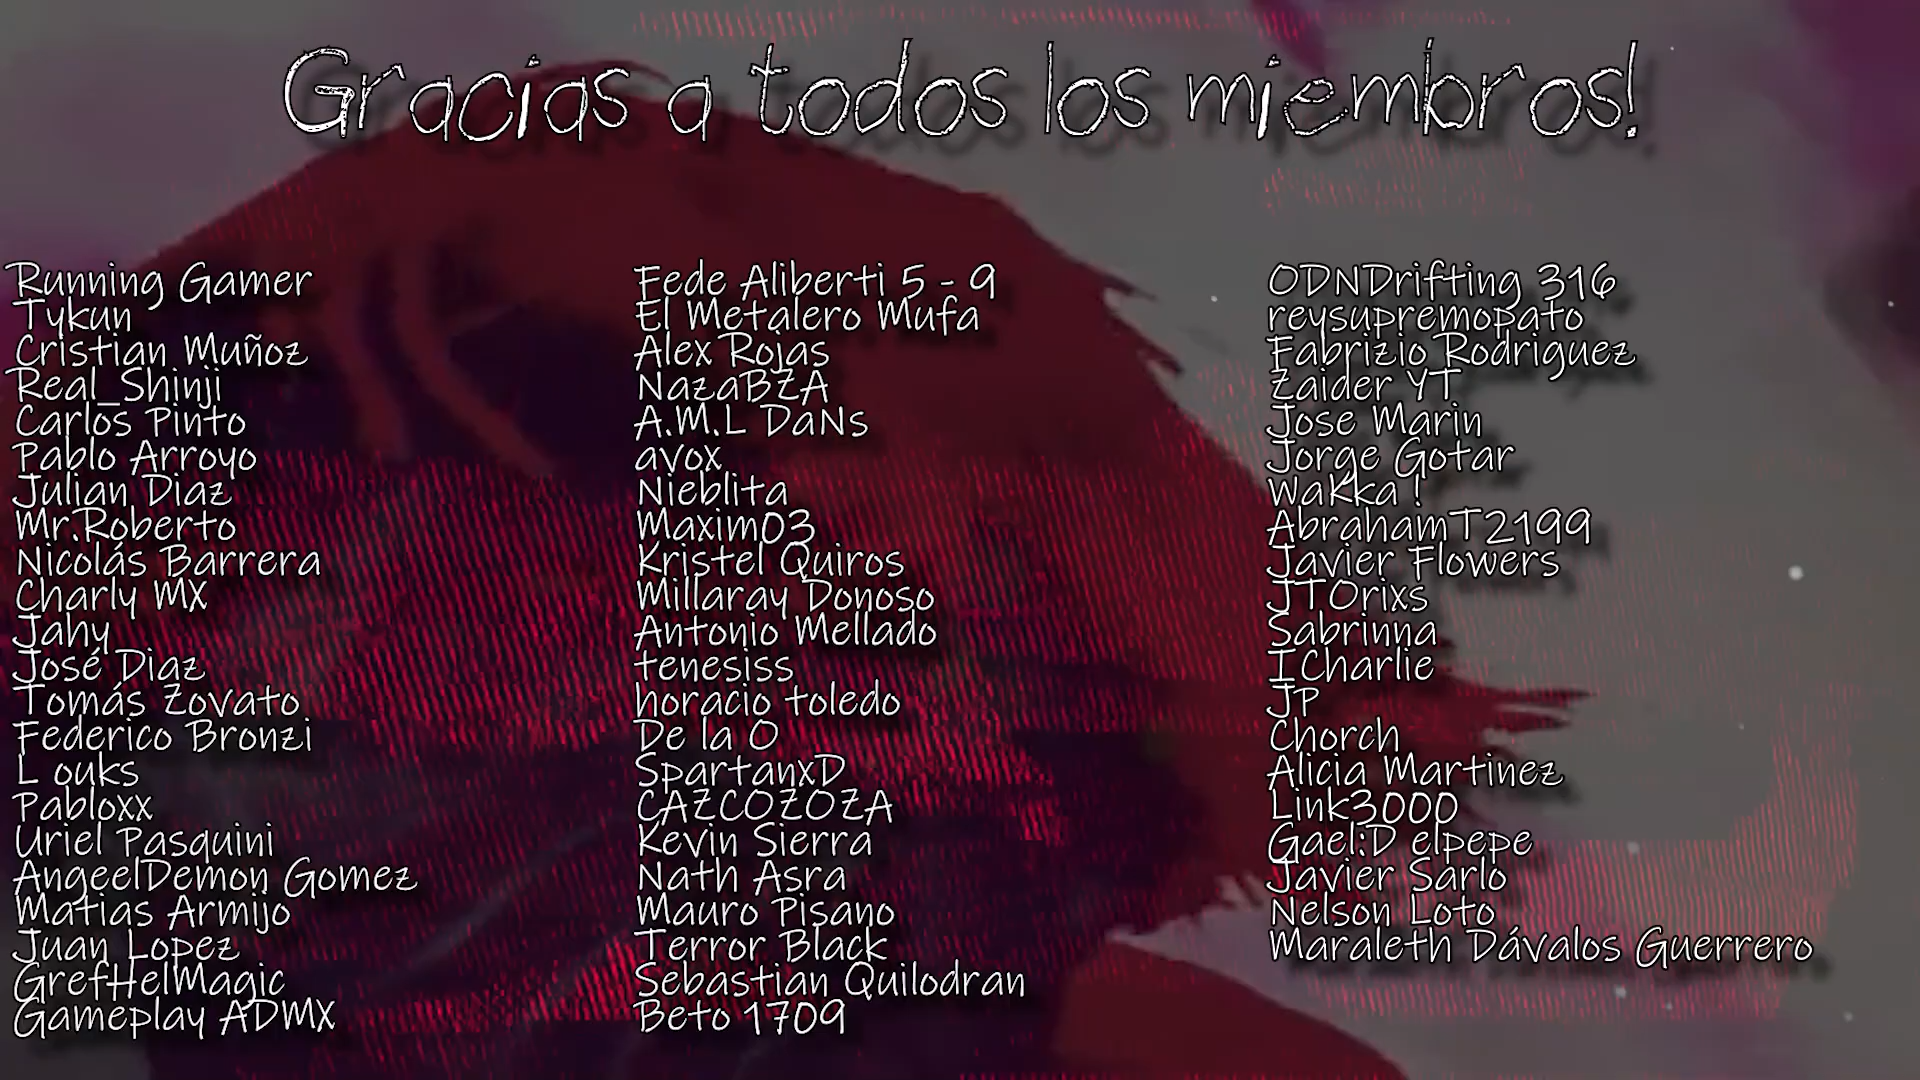 Gracias a todos los miembros!
Running Gamer
Tykun
Cristian Muñoz
Real_Shinji
Carlos Pinto
Pablo Arroyo
Julian Diaz
Mr.Roberto
Nicolás Barrera
Charly MX
Jahy
José Diaz
Tomás Zovato
Federico Bronzi
L ouks
Pabloxx
Uriel Pasquini
AngeelDemon Gomez
Matias Armijo
Juan Lopez
GrefHelMagic
Gameplay ADMX
Fede Aliberti 5 - 9
El Metalero Mufa
Alex Rojas
NazaBZA
A.M.L DaNs
avox
Nieblita
Maxim03
Kristel Quiros
Millaray Donoso
Antonio Mellado
tenesiss
horacio toledo
De la O
SpartanxD
CAZCOZOZA
Kevin Sierra
Nath Asra
Mauro Pisano
Terror Black
Sebastian Quilodran
Beto 1709
ODNDrifting 316
reysupremopato
Fabrizio Rodriguez
Zaider YT
Jose Marin
Jorge Gotar
Wakka !
AbrahamT2199
Javier Flowers
JTOrixs
Sabrinna
I Charlie
JP
Chorch
Alicia Martinez
Link3000
Gael:D elpepe
Javier Sarlo
Nelson Loto
Maraleth Dávalos Guerrero